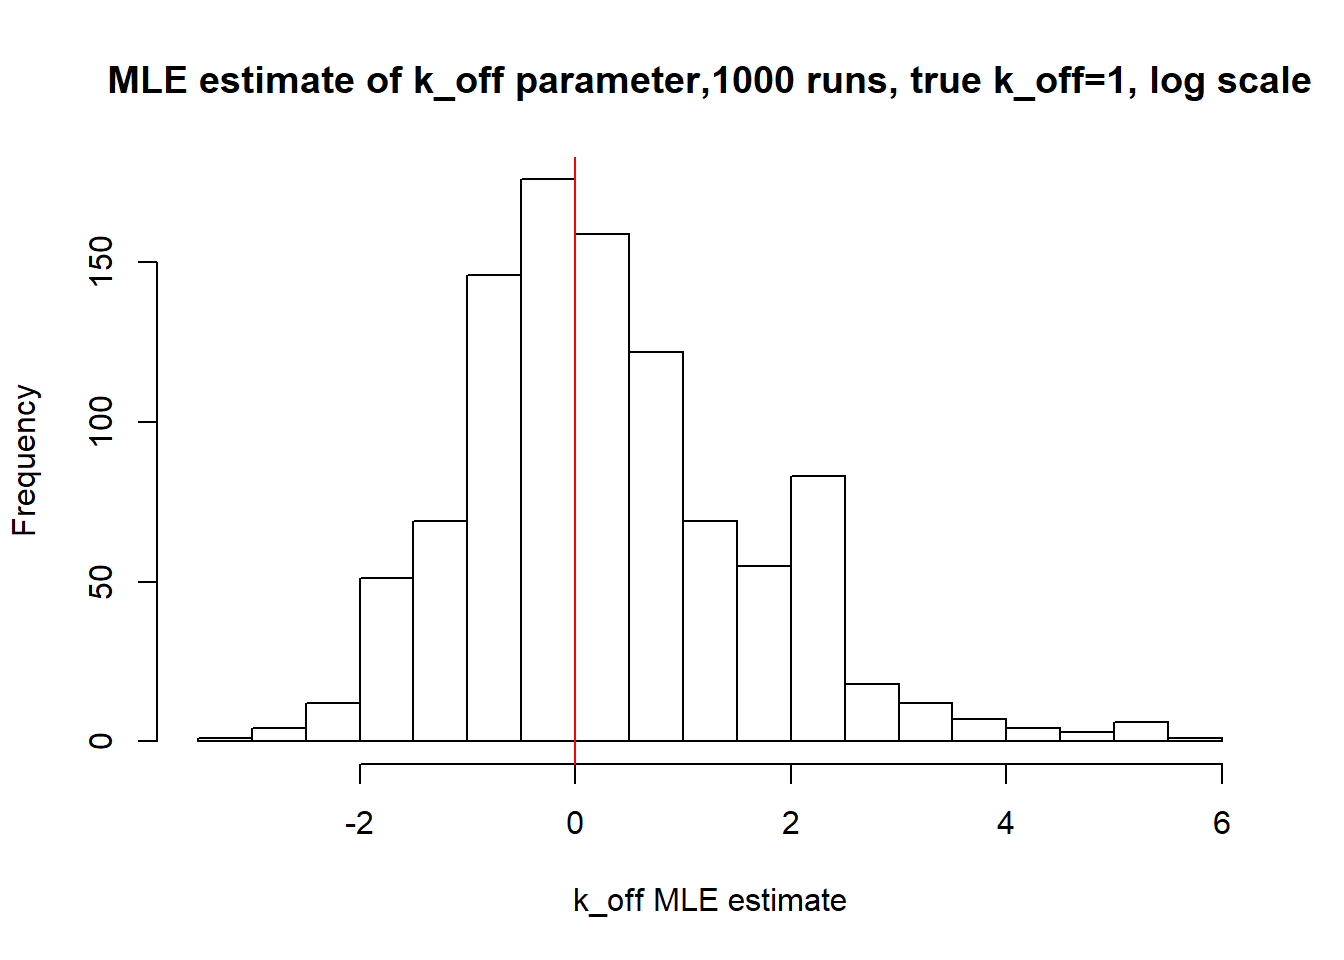 MLE estimate of k_off parameter,1000 runs, true k_off=1, log scale
Frequency
150
100
50
0
-2 0 2 4 6
k_off MLE estimate